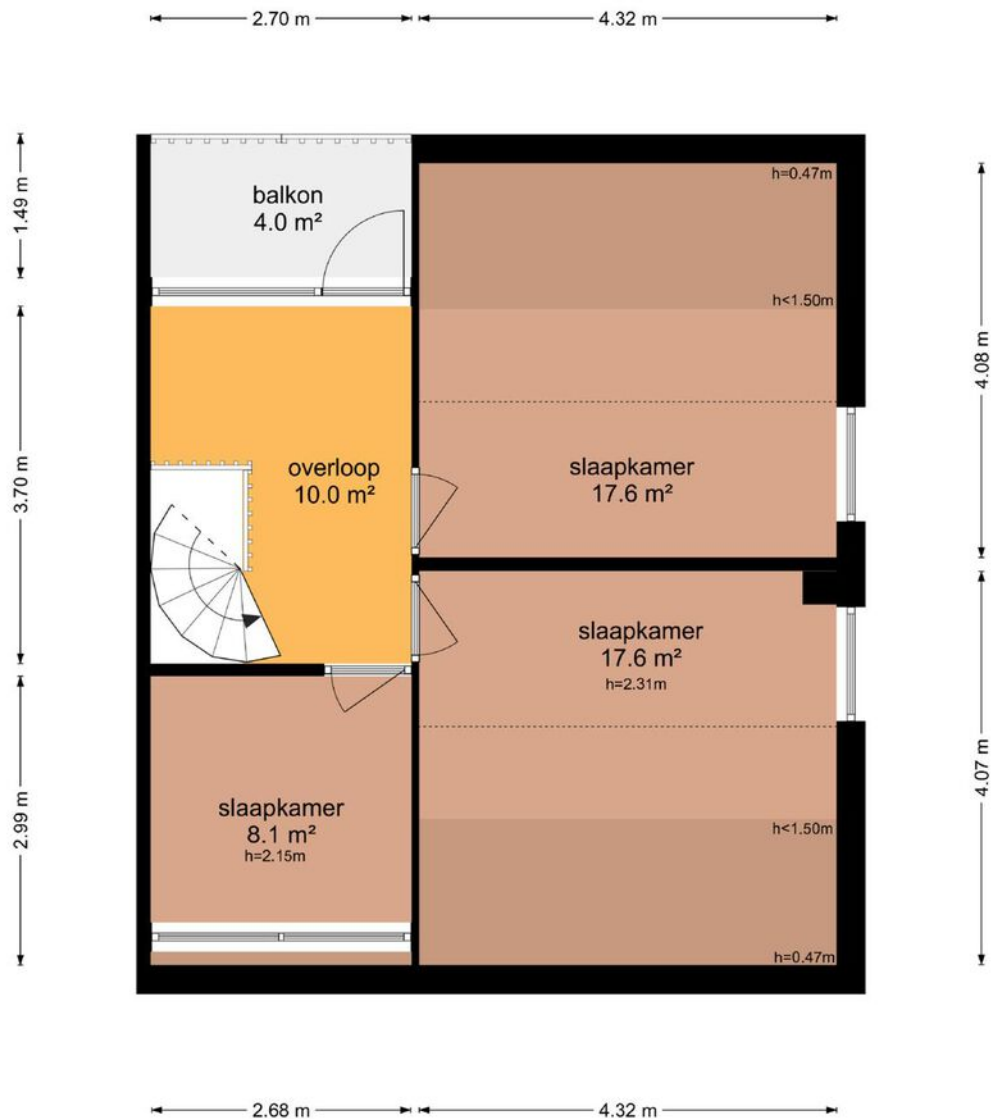 2.70 m
4.32 m
1.49 m
balkon
4.0 m²
h=0.47m
h<1.50m
4.08 m
3.70 m
overloop
10.0 m²
slaapkamer
17.6 m²
slaapkamer
17.6 m²
h=2.31m
2.99 m
slaapkamer
8.1 m²
h=2.15m
4.07 m
h<1.50m
h=0.47m
2.68 m
4.32 m